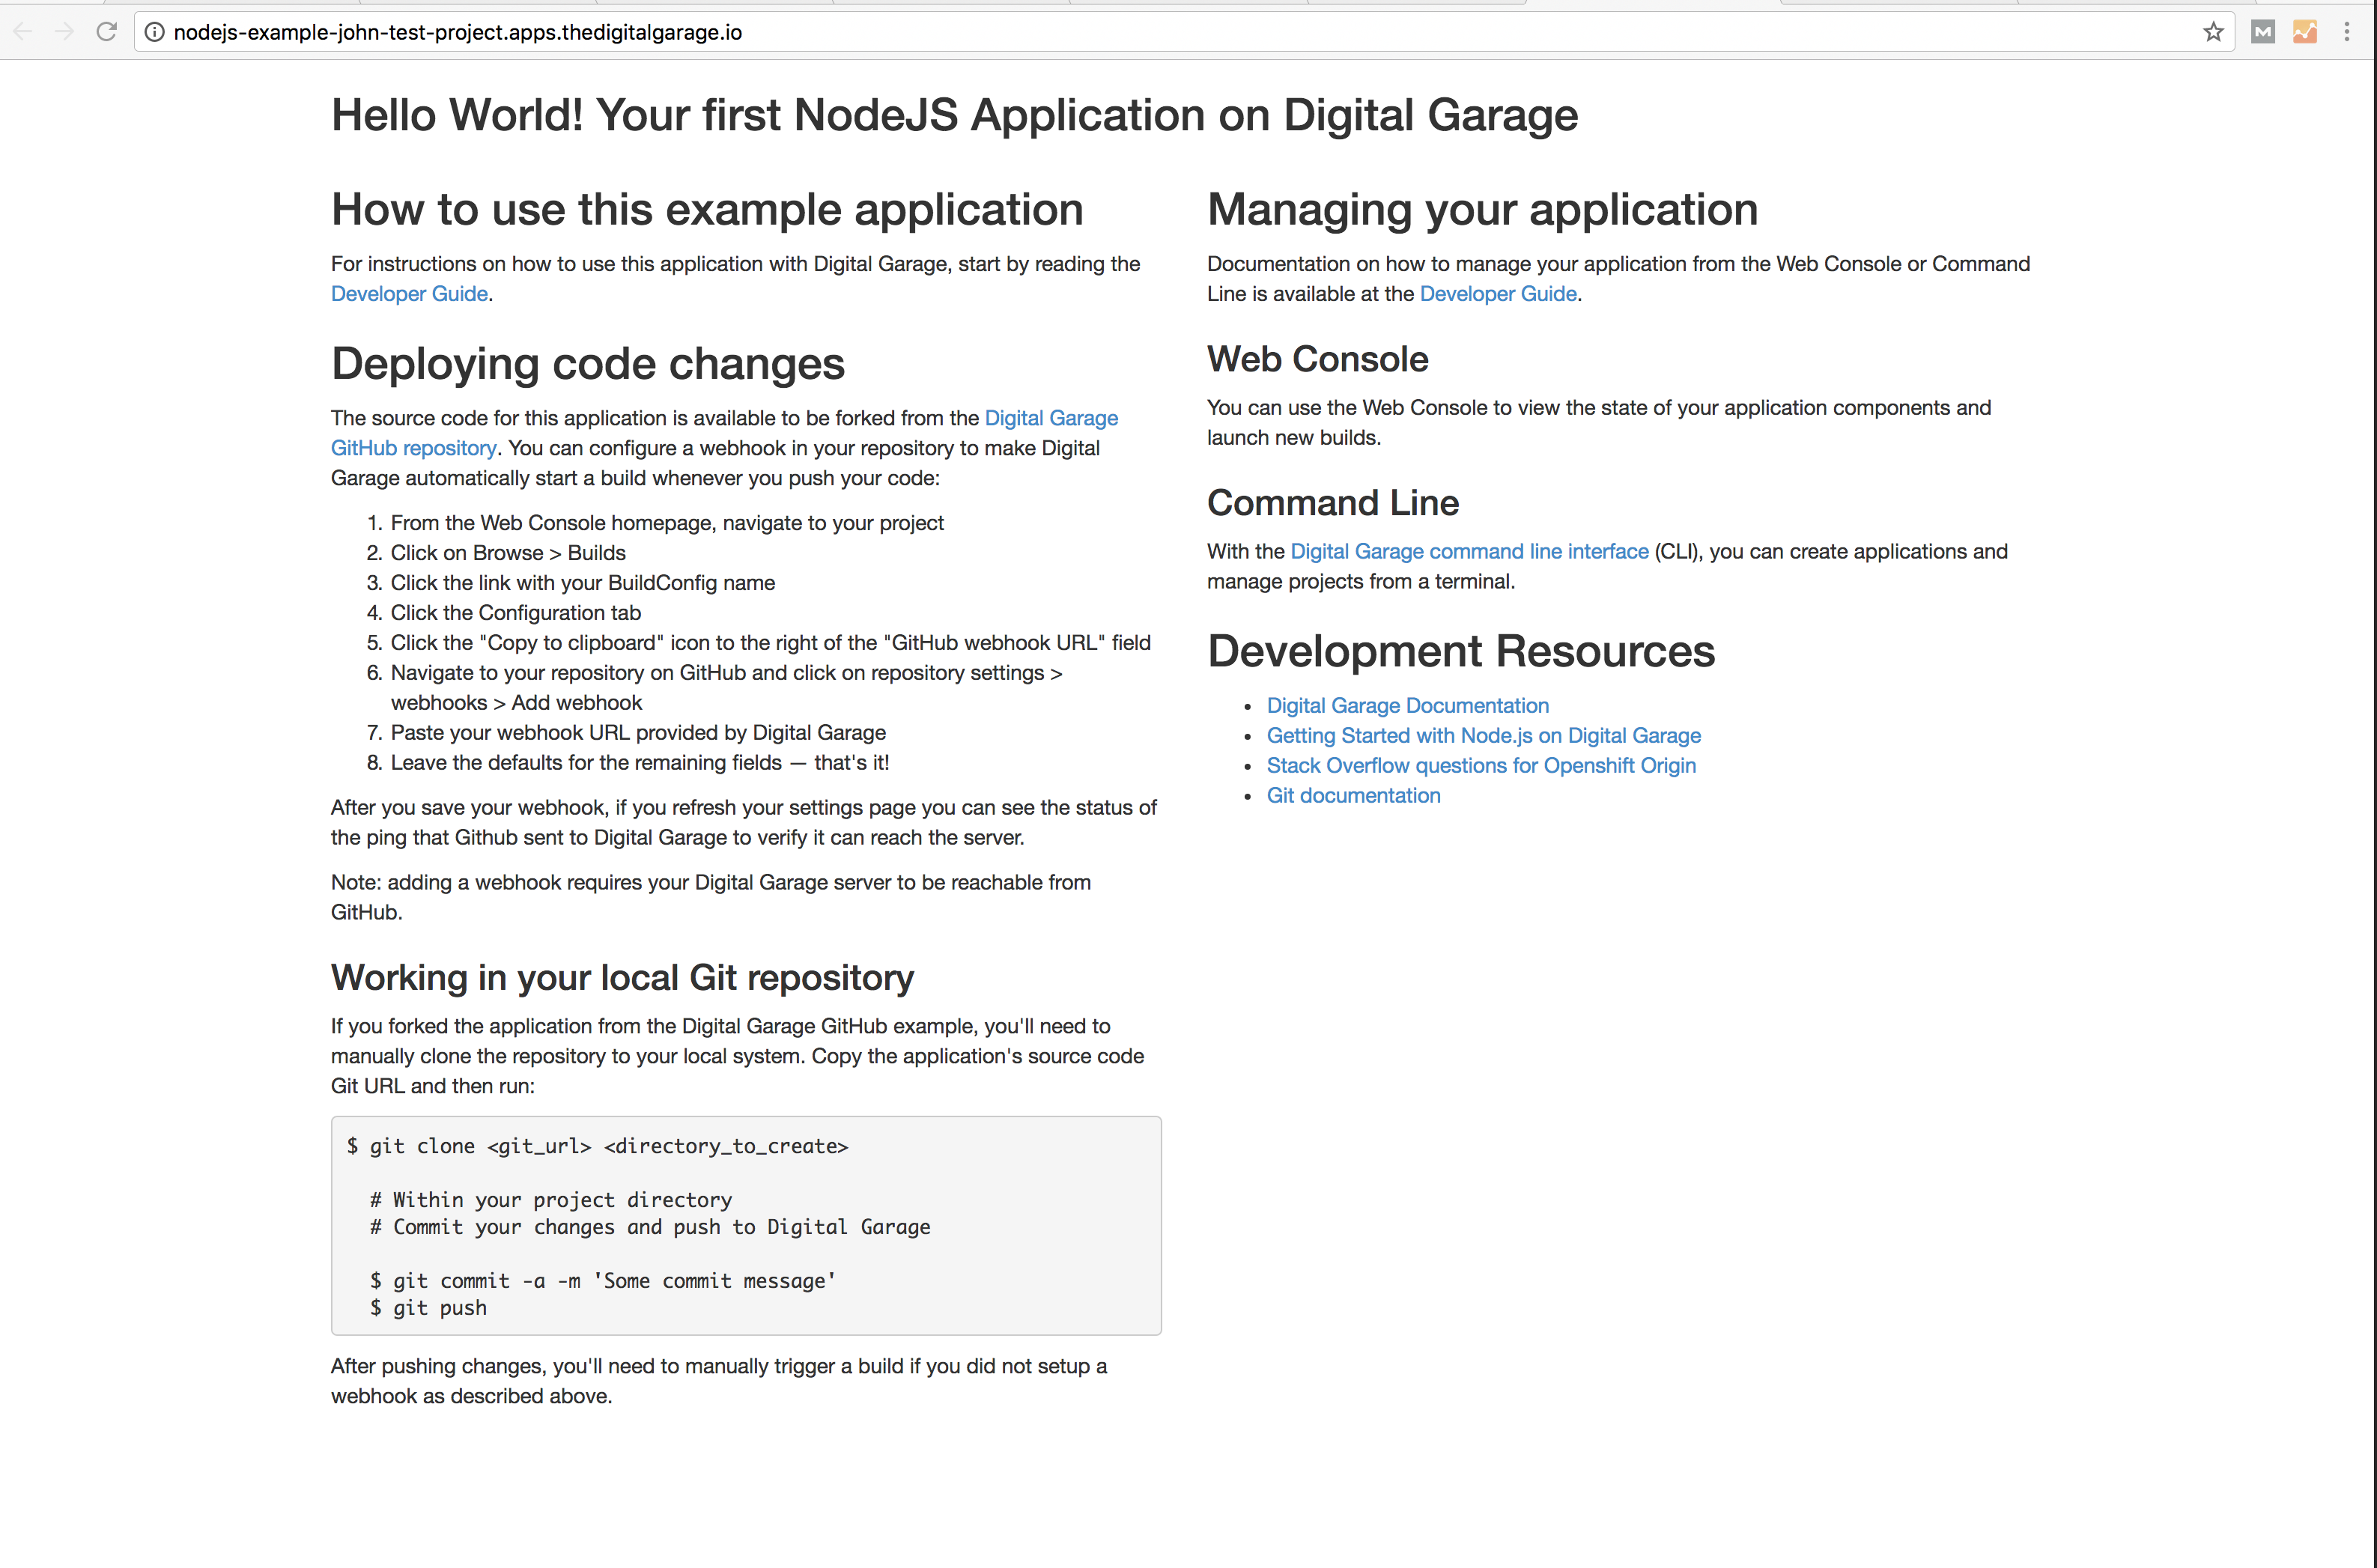 nodejs-example-john-test-project.apps.thedigitalgarage.io
Hello World! Your first NodeJS Application on Digital Garage
How to use this example application
For instructions on how to use this application with Digital Garage, start by reading the
Developer Guide.
Deploying code changes
The source code for this application is available to be forked from the Digital Garage
GitHub repository. You can configure a webhook in your repository to make Digital
Garage automatically start a build whenever you push your code:
1. From the Web Console homepage, navigate to your project
2. Click on Browse > Builds
3. Click the link with your BuildConfig name
4. Click the Configuration tab
5. Click the "Copy to clipboard" icon to the right of the "GitHub webhook URL" field
6. Navigate to your repository on GitHub and click on repository settings >
webhooks > Add webhook
7. Paste your webhook URL provided by Digital Garage
8. Leave the defaults for the remaining fields — that's it!
After you save your webhook, if you refresh your settings page you can see the status of
the ping that Github sent to Digital Garage to verify it can reach the server.
Note: adding a webhook requires your Digital Garage server to be reachable from
GitHub.
Working in your local Git repository
If you forked the application from the Digital Garage GitHub example, you'll need to
manually clone the repository to your local system. Copy the application's source code
Git URL and then run:
$ git clone <git_url> <directory_to_create>
# Within your project directory
# Commit your changes and push to Digital Garage
$ git commit -a -m 'Some commit message'
$ git push
After pushing changes, you'll need to manually trigger a build if you did not setup a
webhook as described above.
Managing your application
Documentation on how to manage your application from the Web Console or Command
Line is available at the Developer Guide.
Web Console
You can use the Web Console to view the state of your application components and
launch new builds.
Command Line
With the Digital Garage command line interface (CLI), you can create applications and
manage projects from a terminal.
Development Resources
• Digital Garage Documentation
• Getting Started with Node.js on Digital Garage
• Stack Overflow questions for Openshift Origin
• Git documentation